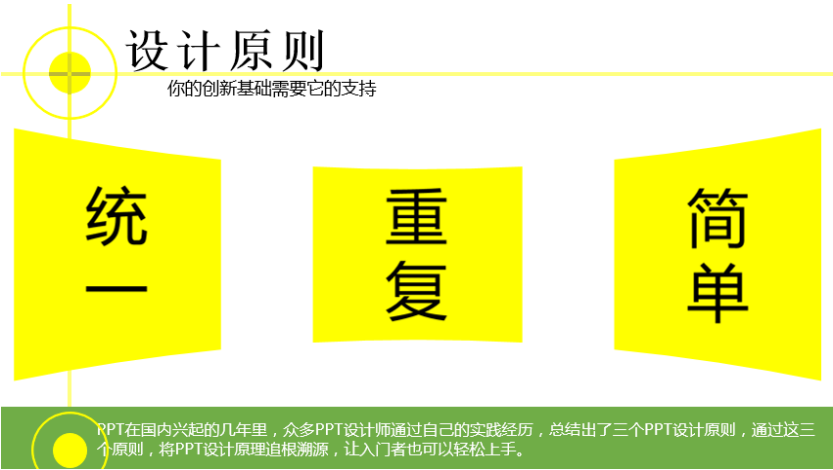 设计原则
你的创新基础需要它的支持
统一
重复
简单
PPT在国内兴起的几年里，众多PPT设计师通过自己的实践经历，总结出了三个PPT设计原则，通过这三
个原则，将PPT设计原理追根溯源，让入门者也可以轻松上手。